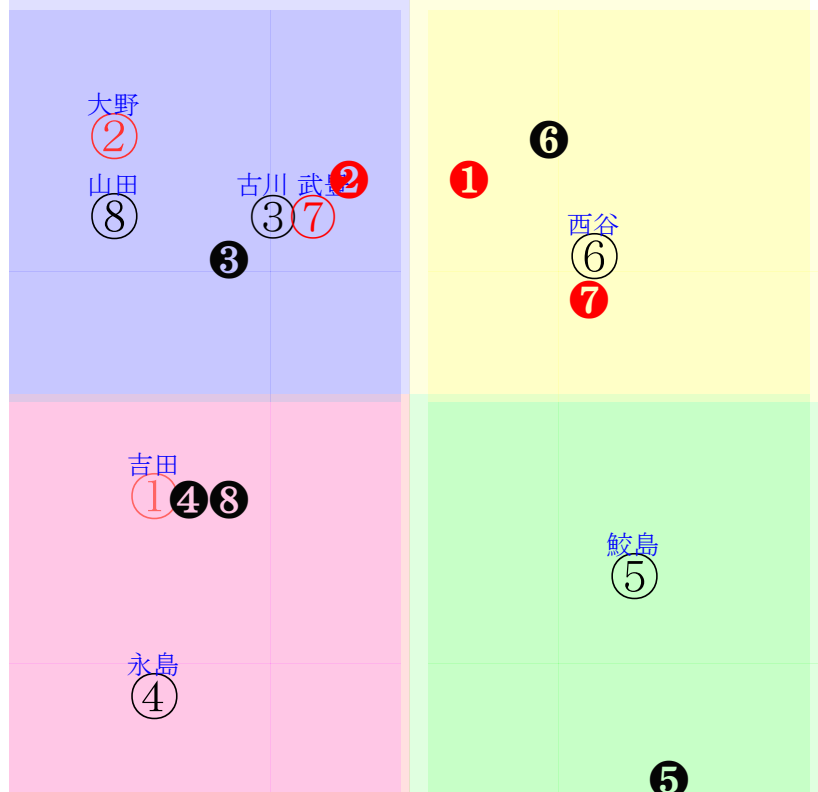 大野
②
❻
山田
⑧
古川 武豊
③⑦
❷
❶
❸
西谷
⑥
❼
吉田
①❹❽
鮫島
⑤
永島
④
❺